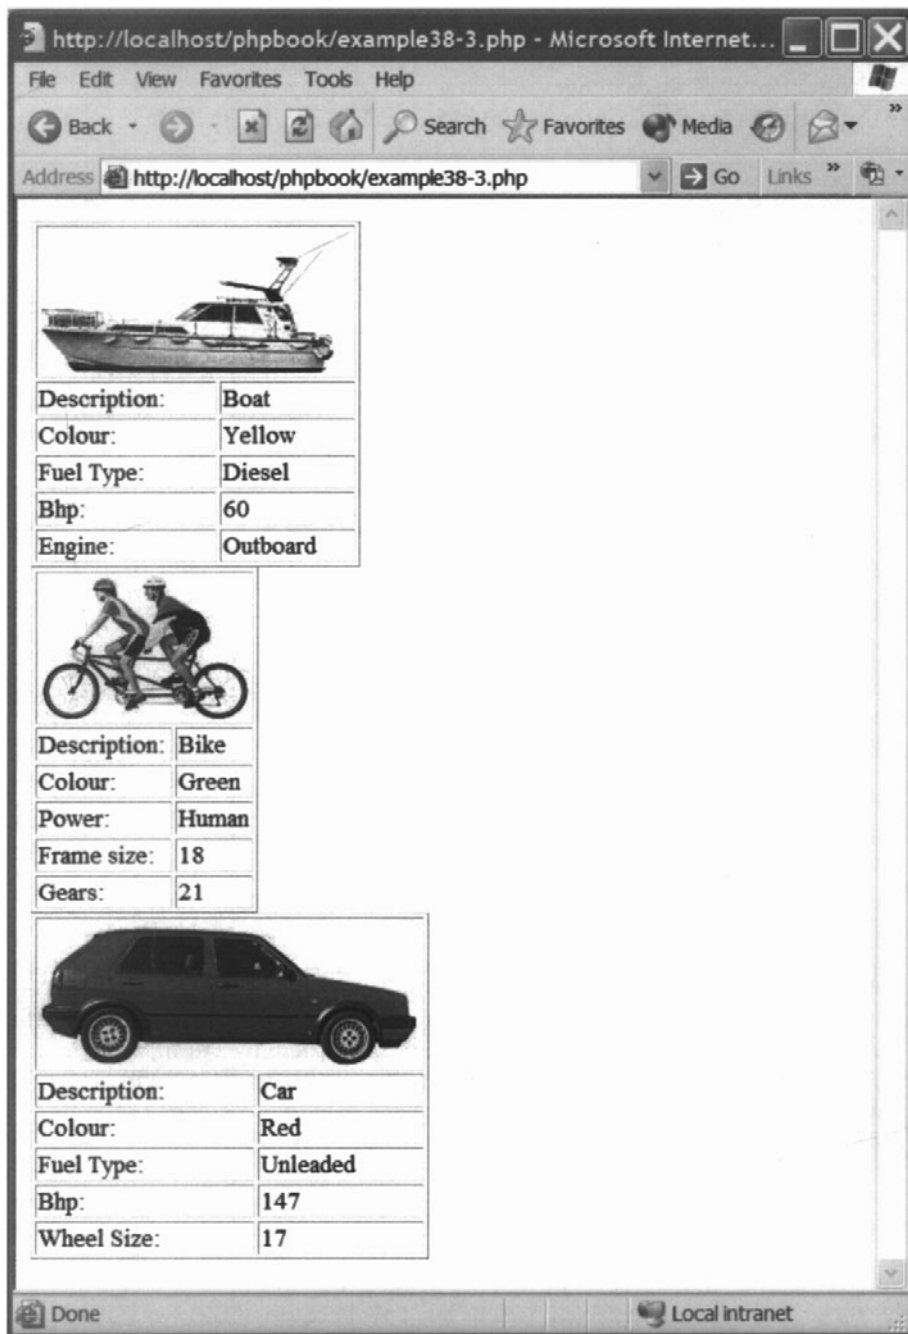 http://localhost/phpbook/example38-3.php - Microsoft Internet...
File Edit View Favorites Tools Help
Back Search Favorites Media »
Address http://localhost/phpbook/example38-3.php Go Links »
Description: Boat
Colour: Yellow
Fuel Type: Diesel
Bhp: 60
Engine: Outboard
Description: Bike
Colour: Green
Power: Human
Frame size: 18
Gears: 21
Description: Car
Colour: Red
Fuel Type: Unleaded
Bhp: 147
Wheel Size: 17
Done Local intranet